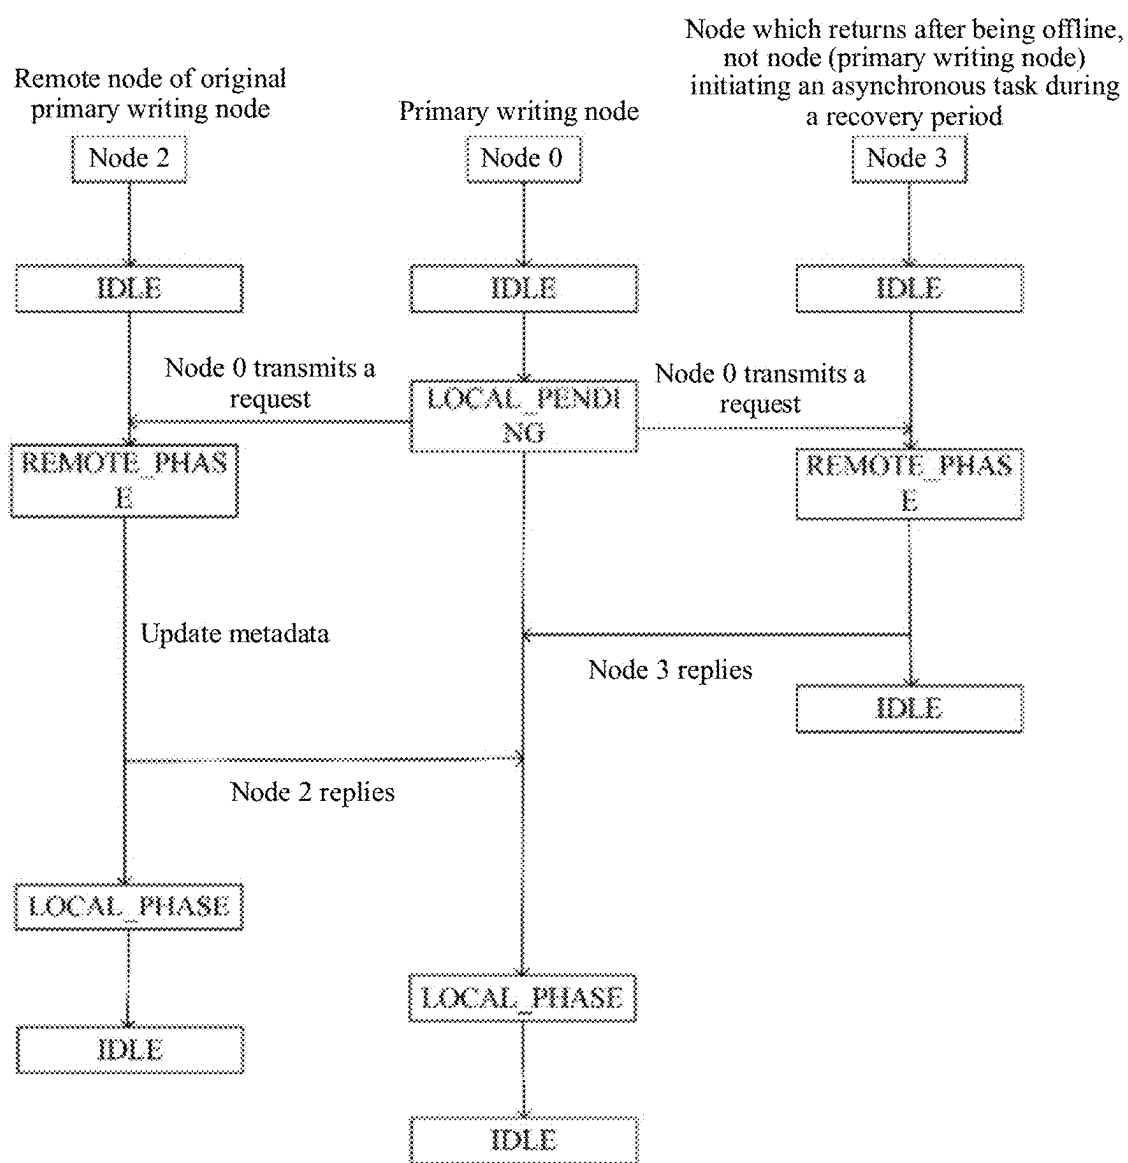 Node which returns after being offline,
not node (primary writing node)
initiating an asynchronous task during
a recovery period
Remote node of original
primary writing node
Primary writing node
Node 2
Node 0
Node 3
IDLE
IDLE
IDLE
Node 0 transmits a
request
Node 0 transmits a
request
LOCAL_PENDI
NG
REMOTE_PHAS
E
REMOTE_PHAS
E
Update metadata
Node 3 replies
IDLE
Node 2 replies
LOCAL_PHASE
LOCAL_PHASE
IDLE
IDLE